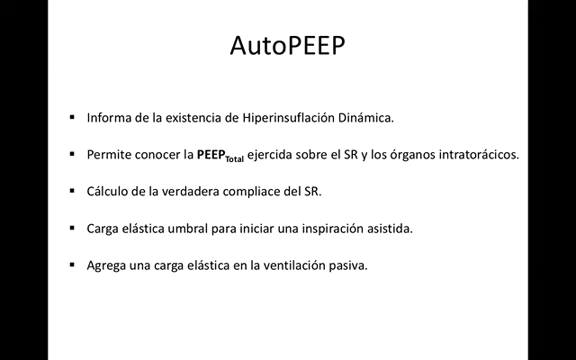 AutoPEEP
▪ Informa de la existencia de Hiperinsuflación Dinámica.
▪ Permite conocer la PEEPTotal ejercida sobre el SR y los órganos intratorácicos.
▪ Cálculo de la verdadera compliace del SR.
▪ Carga elástica umbral para iniciar una inspiración asistida.
▪ Agrega una carga elástica en la ventilación pasiva.